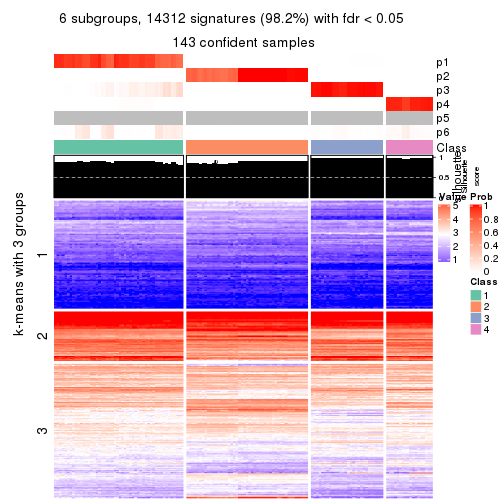 6 subgroups, 14312 signatures (98.2%) with fdr < 0.05
143 confident samples
p1
p2
p3
p4
p5
p6
Class
1
0.5
0
silhouette
silhouette
score
k-means with 3 groups
1
2
3
Value
5
4
3
2
1
Prob
1
0.8
0.6
0.4
0.2
0
Class
1
2
3
4